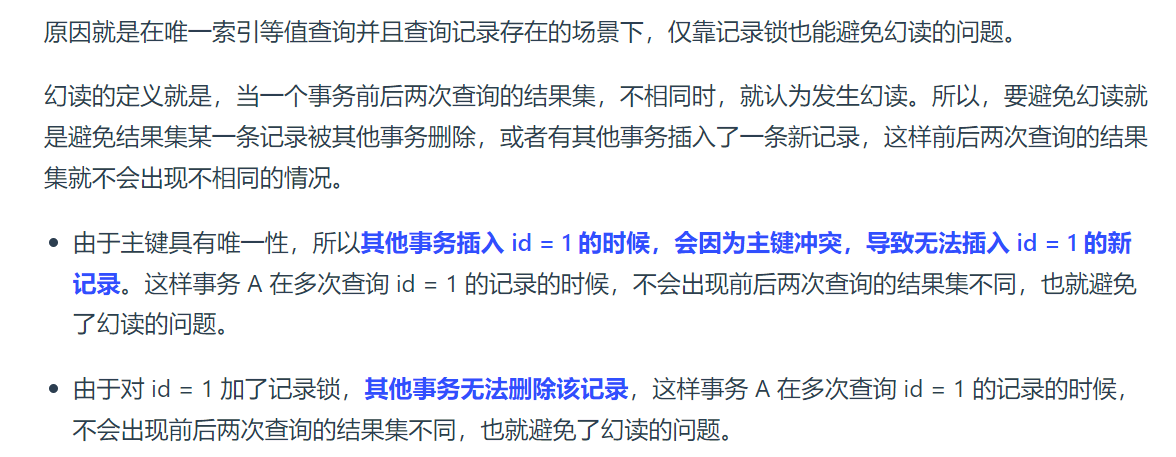 原因就是在唯一索引等值查询并且查询记录存在的场景下，仅靠记录锁也能避免幻读的问题。
幻读的定义就是，当一个事务前后两次查询的结果集，不相同时，就认为发生幻读。所以，要避免幻读就
是避免结果集某一条记录被其他事务删除，或者有其他事务插入了一条新记录，这样前后两次查询的结果
集就不会出现不相同的情况。
• 由于主键具有唯一性，所以其他事务插入 id = 1 的时候，会因为主键冲突，导致无法插入 id = 1 的新
记录。这样事务 A 在多次查询 id = 1 的记录的时候，不会出现前后两次查询的结果集不同，也就避免
了幻读的问题。
• 由于对 id = 1 加了记录锁，其他事务无法删除该记录，这样事务 A 在多次查询 id = 1 的记录的时候，
不会出现前后两次查询的结果集不同，也就避免了幻读的问题。